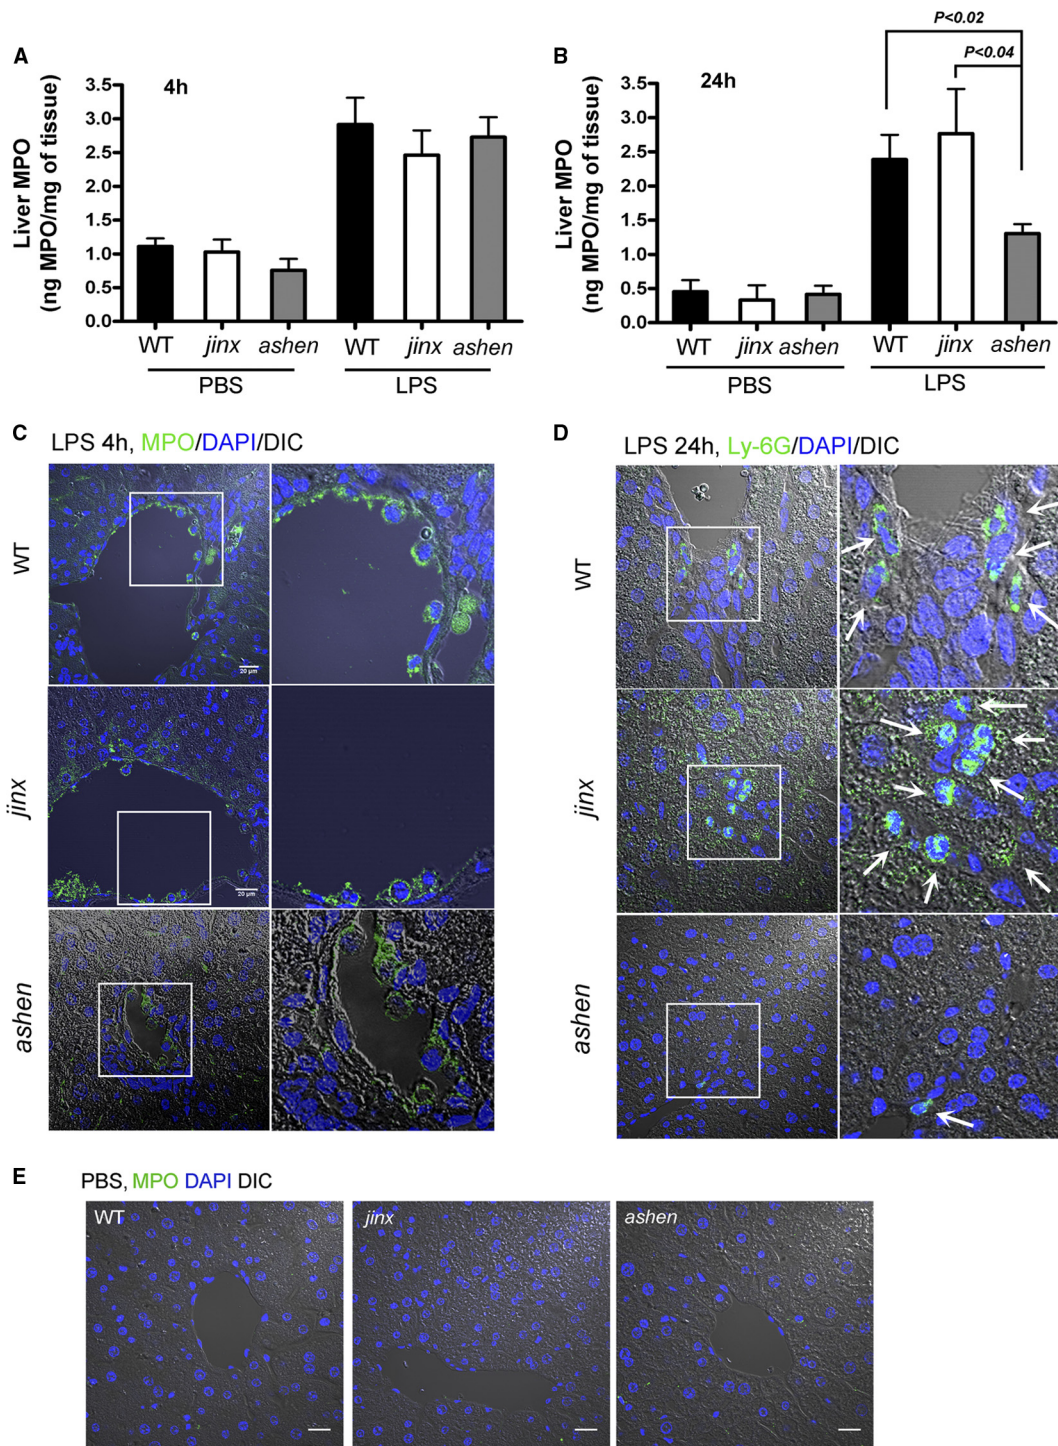 A
4h
Liver MPO
(ng MPO/mg of tissue)
3.5
3.0
2.5
2.0
1.5
1.0
0.5
0.0
WT jinx ashen WT jinx ashen
PBS LPS
B
24h
P<0.02
P<0.04
Liver MPO
(ng MPO/mg of tissue)
3.5
3.0
2.5
2.0
1.5
1.0
0.5
0.0
WT jinx ashen WT jinx ashen
PBS LPS
C
LPS 4h, MPO/DAPI/DIC
WT
20 µm
jinx
20 µm
ashen
D
LPS 24h, Ly-6G/DAPI/DIC
WT
jinx
ashen
E
PBS, MPO DAPI DIC
WT
jinx
ashen